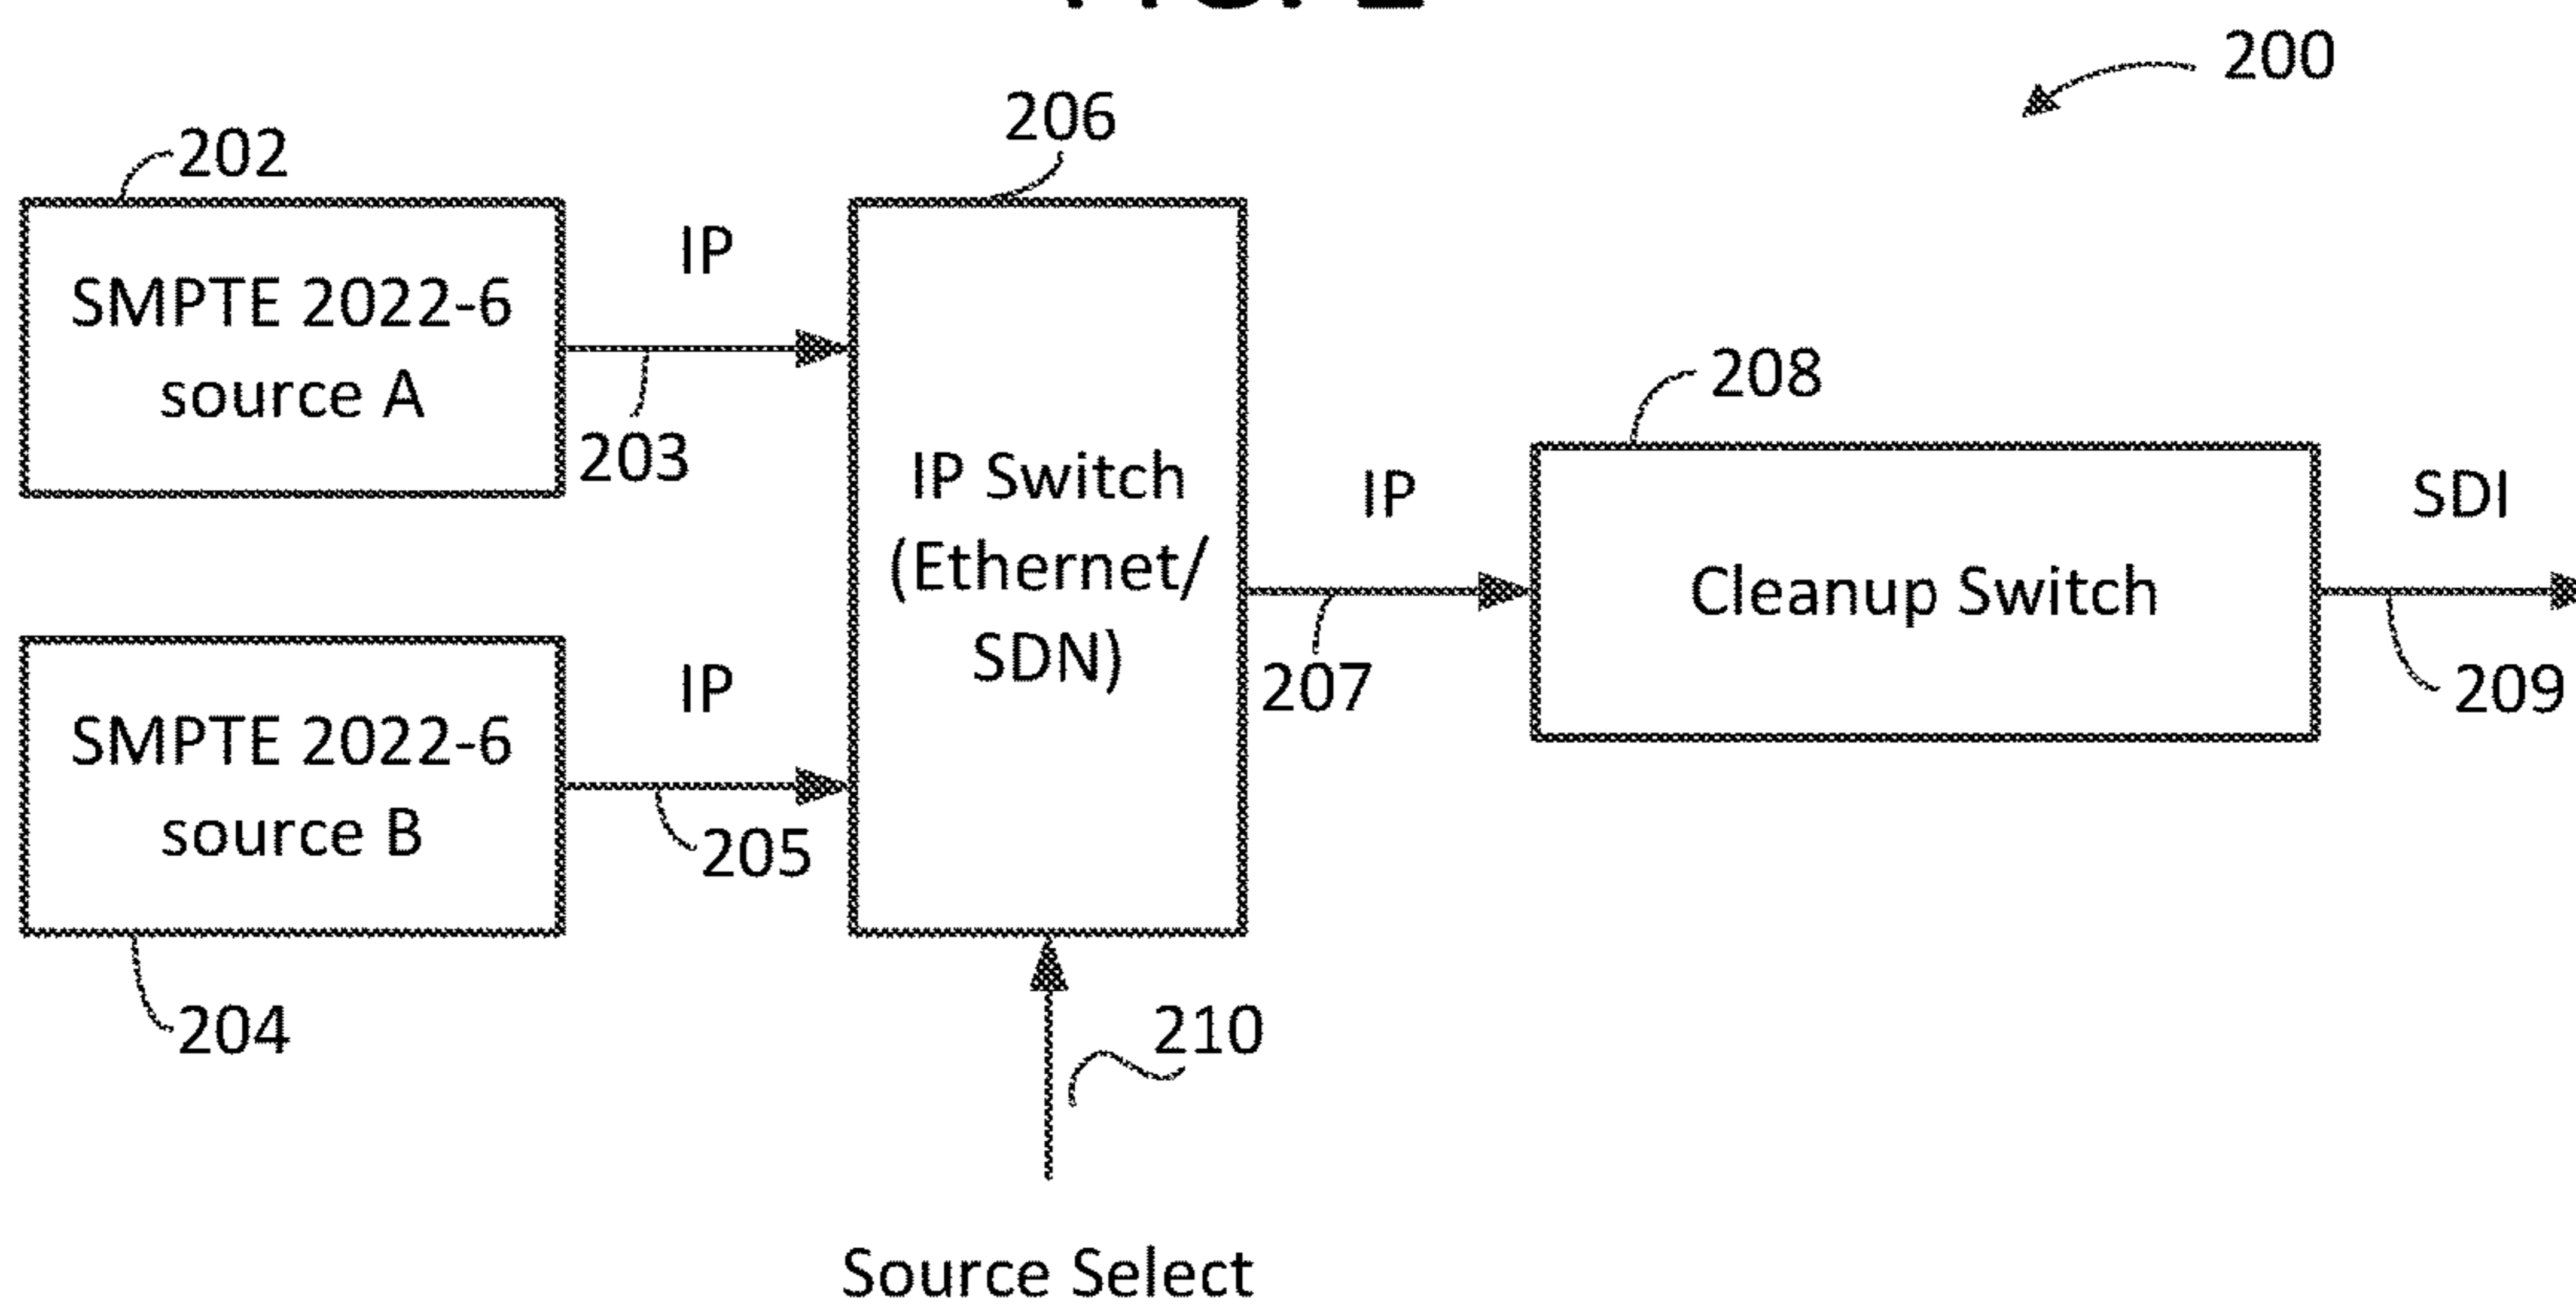 200
206
202
IP
SMPTE 2022-6
source A
203
IP Switch
(Ethernet/
SDN)
208
IP
SDI
Cleanup Switch
207
209
IP
SMPTE 2022-6
source B
205
204
210
Source Select